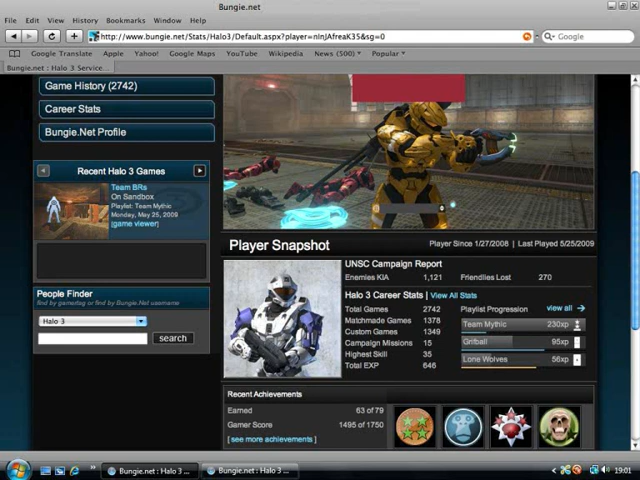 Bungie.net
File Edit View History Bookmarks Window Help
http://www.bungie.net/Stats/Halo3/Default.aspx?player=nInJAfreaK35&sg=0
Google
Google Translate Apple Yahoo! Google Maps YouTube Wikipedia News (500) Popular
Bungie.net : Halo 3 Service...
Game History (2742)
Career Stats
Bungie.Net Profile
Recent Halo 3 Games
Team BRs
On Sandbox
Playlist: Team Mythic
Monday, May 25, 2009
[game viewer]
People Finder
find by gamertag or find by Bungie.Net username
Halo 3
search
Player Snapshot
Player Since 1/27/2008 | Last Played 5/25/2009
UNSC Campaign Report
Enemies KIA 1,121 Friendlies Lost 270
Halo 3 Career Stats | View All Stats
Total Games 2742
Matchmade Games 1378
Custom Games 1349
Campaign Missions 15
Highest Skill 35
Total EXP 646
Playlist Progression view all
Team Mythic 230xp
Grifball 95xp
Lone Wolves 56xp
Recent Achievements
Earned 63 of 79
Gamer Score 1495 of 1750
[ see more achievements ]
Bungie.net : Halo 3 ...
Bungie.net : Halo 3 ...
19:01